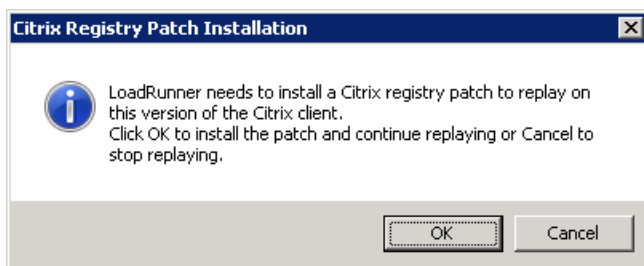 Citrix Registry Patch Installation
LoadRunner needs to install a Citrix registry patch to replay on
this version of the Citrix client.
Click OK to install the patch and continue replaying or Cancel to
stop replaying.
OK
Cancel